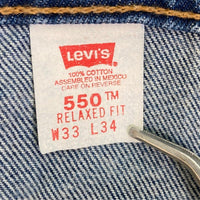 LEVI'S
100% COTTON
ASSEMBLED IN MEXICO
CARE ON REVERSE
550™
RELAXED FIT
W33 L34